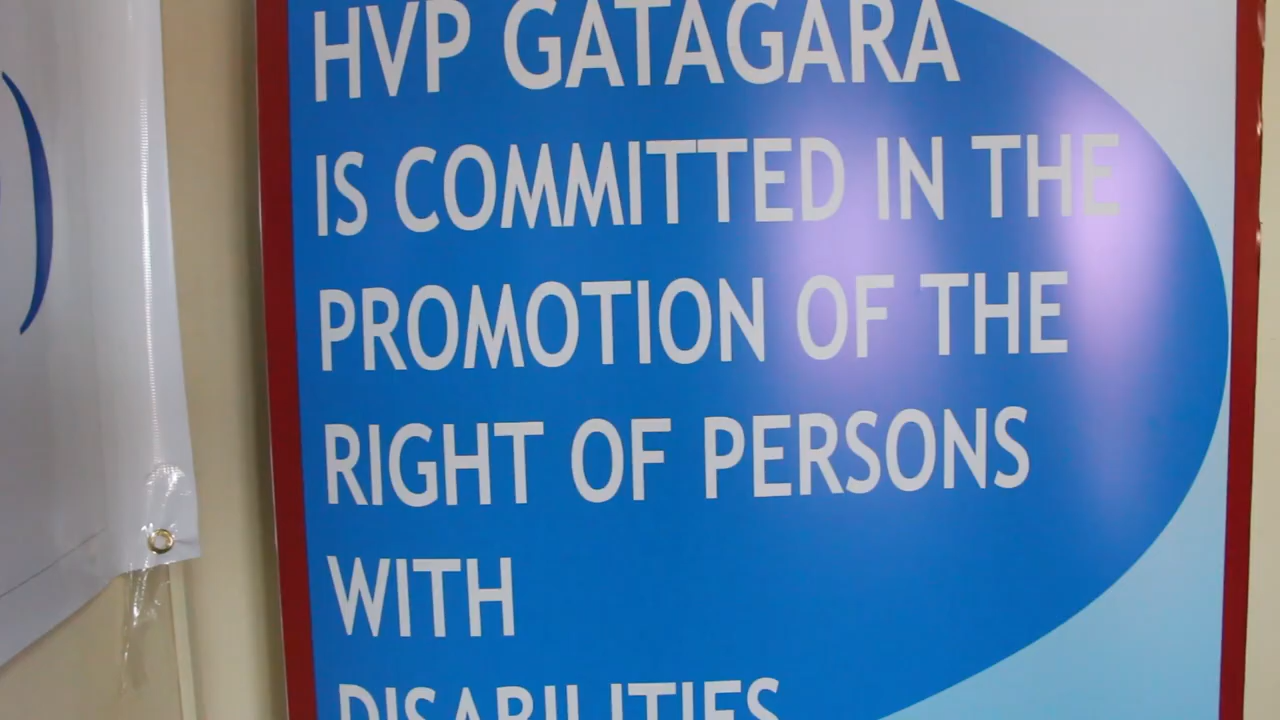 HVP GATAGARA
IS COMMITTED IN THE
PROMOTION OF THE
RIGHT OF PERSONS
WITH
DISABILITIES